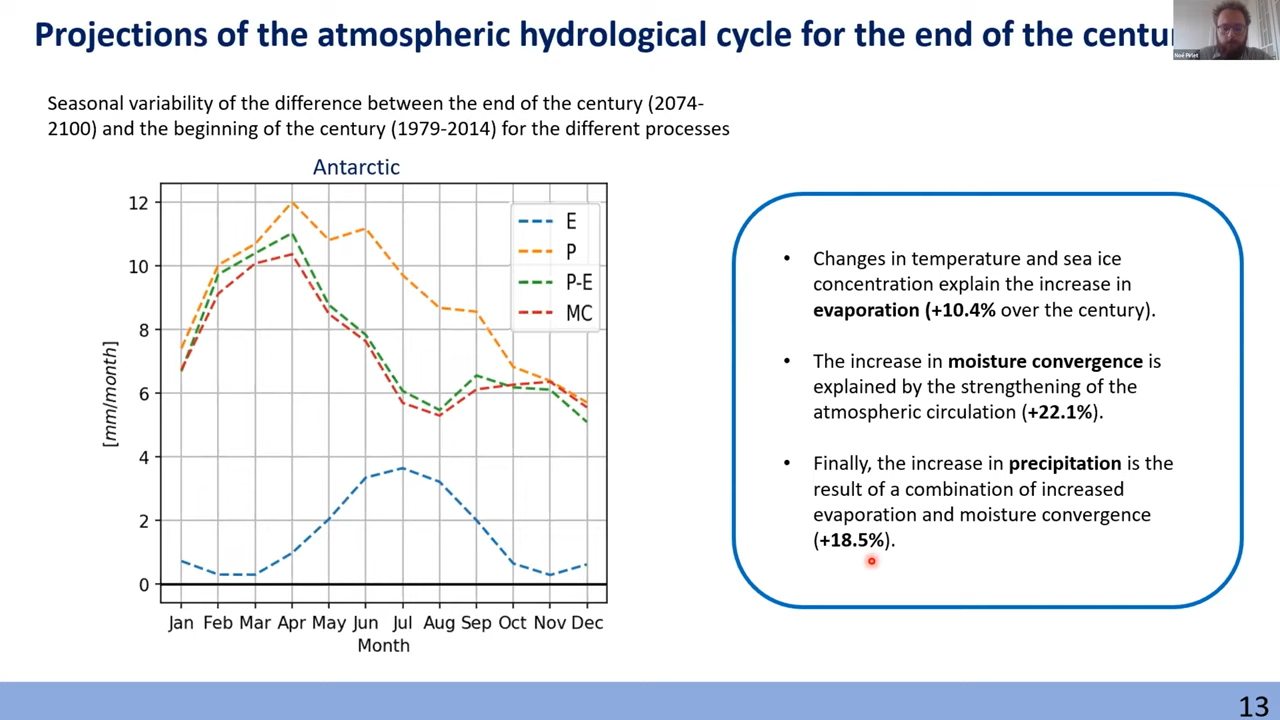 Projections of the atmospheric hydrological cycle for the end of the centu
Noé Pirlet
Seasonal variability of the difference between the end of the century (2074-
2100) and the beginning of the century (1979-2014) for the different processes
Antarctic
12
10
8
6
4
2
0
[mm/month]
E
P
P-E
MC
Jan Feb Mar Apr May Jun Jul Aug Sep Oct Nov Dec
Month
• Changes in temperature and sea ice
concentration explain the increase in
evaporation (+10.4% over the century).
• The increase in moisture convergence is
explained by the strengthening of the
atmospheric circulation (+22.1%).
• Finally, the increase in precipitation is the
result of a combination of increased
evaporation and moisture convergence
(+18.5%).
13